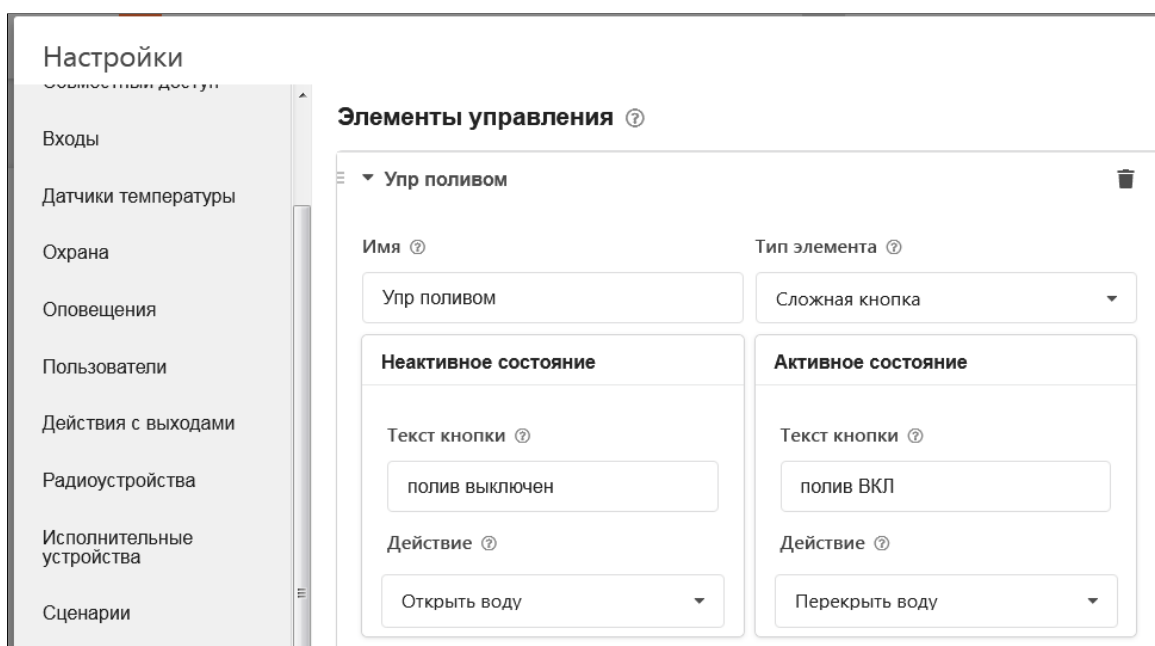 Настройки
Совместный доступ
Входы
Датчики температуры
Охрана
Оповещения
Пользователи
Действия с выходами
Радиоустройства
Исполнительные
устройства
Сценарии
Элементы управления
Упр поливом
Имя
Тип элемента
Упр поливом
Сложная кнопка
Неактивное состояние
Активное состояние
Текст кнопки
Текст кнопки
полив выключен
полив ВКЛ
Действие
Действие
Открыть воду
Перекрыть воду